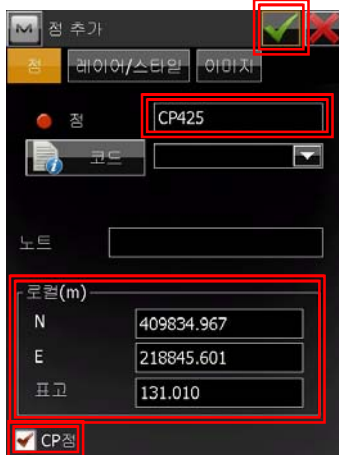 점 추가
점 레이어/스타일 이미지
점 CP425
코드
노트
로컬(m)
N 409834.967
E 218845.601
표고 131.010
CP점